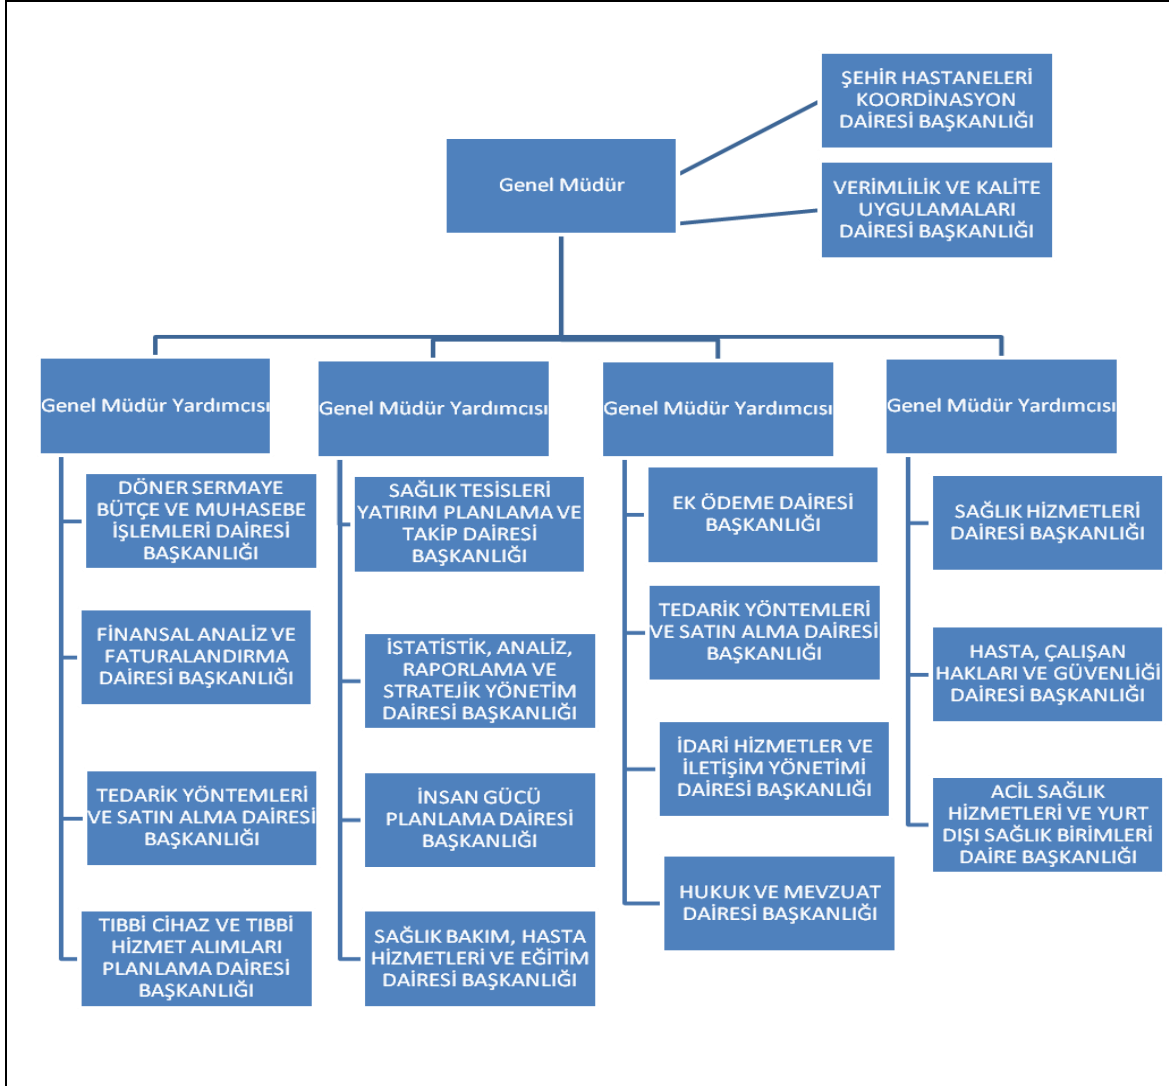 ŞEHİR HASTANELERİ
KOORDİNASYON
DAİRESİ BAŞKANLIĞI
Genel Müdür
VERİMLİLİK VE KALİTE
UYGULAMALARI
DAİRESİ BAŞKANLIĞI
Genel Müdür Yardımcısı
Genel Müdür Yardımcısı
Genel Müdür Yardımcısı
Genel Müdür Yardımcısı
DÖNER SERMAYE
BÜTÇE VE MUHASEBE
İŞLEMLERİ DAİRESİ
BAŞKANLIĞI
FİNANSAL ANALİZ VE
FATURALANDIRMA
DAİRESİ BAŞKANLIĞI
TEDARİK YÖNTEMLERİ
VE SATIN ALMA DAİRESİ
BAŞKANLIĞI
TIBBİ CİHAZ VE TIBBİ
HİZMET ALIMLARI
PLANLAMA DAİRESİ
BAŞKANLIĞI
SAĞLIK TESİSLERİ
YATIRIM PLANLAMA VE
TAKİP DAİRESİ
BAŞKANLIĞI
İSTATİSTİK, ANALİZ,
RAPORLAMA VE
STRATEJİK YÖNETİM
DAİRESİ BAŞKANLIĞI
İNSAN GÜCÜ
PLANLAMA DAİRESİ
BAŞKANLIĞI
SAĞLIK BAKIM, HASTA
HİZMETLERİ VE EĞİTİM
DAİRESİ BAŞKANLIĞI
EK ÖDEME DAİRESİ
BAŞKANLIĞI
TEDARİK YÖNTEMLERİ
VE SATIN ALMA DAİRESİ
BAŞKANLIĞI
İDARİ HİZMETLER VE
İLETİŞİM YÖNETİMİ
DAİRESİ BAŞKANLIĞI
HUKUK VE MEVZUAT
DAİRESİ BAŞKANLIĞI
SAĞLIK HİZMETLERİ
DAİRESİ BAŞKANLIĞI
HASTA, ÇALIŞAN
HAKLARI VE GÜVENLİĞİ
DAİRESİ BAŞKANLIĞI
ACİL SAĞLIK
HİZMETLERİ VE YURT
DIŞI SAĞLIK BİRİMLERİ
DAİRE BAŞKANLIĞI